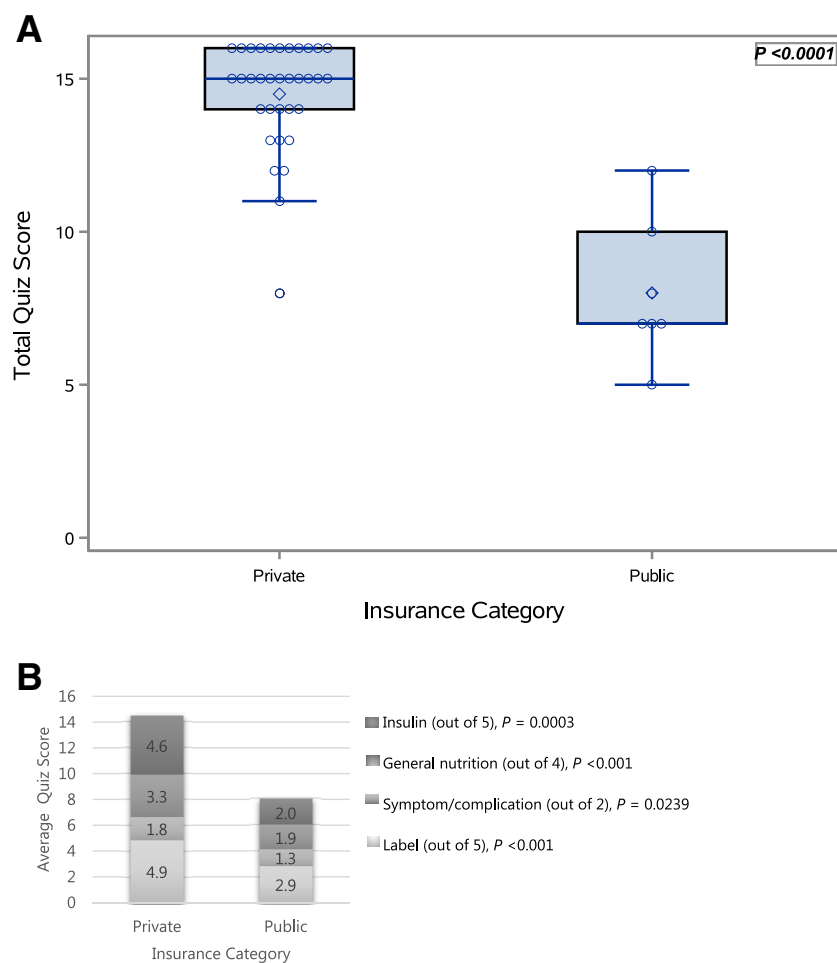 A
P <0.0001
15
10
5
0
Total Quiz Score
Private
Public
Insurance Category
B
16
14
12
10
8
6
4
2
0
Average Quiz Score
4.6
3.3
1.8
4.9
2.0
1.9
1.3
2.9
Private
Public
Insurance Category
Insulin (out of 5), P = 0.0003
General nutrition (out of 4), P <0.001
Symptom/complication (out of 2), P = 0.0239
Label (out of 5), P <0.001